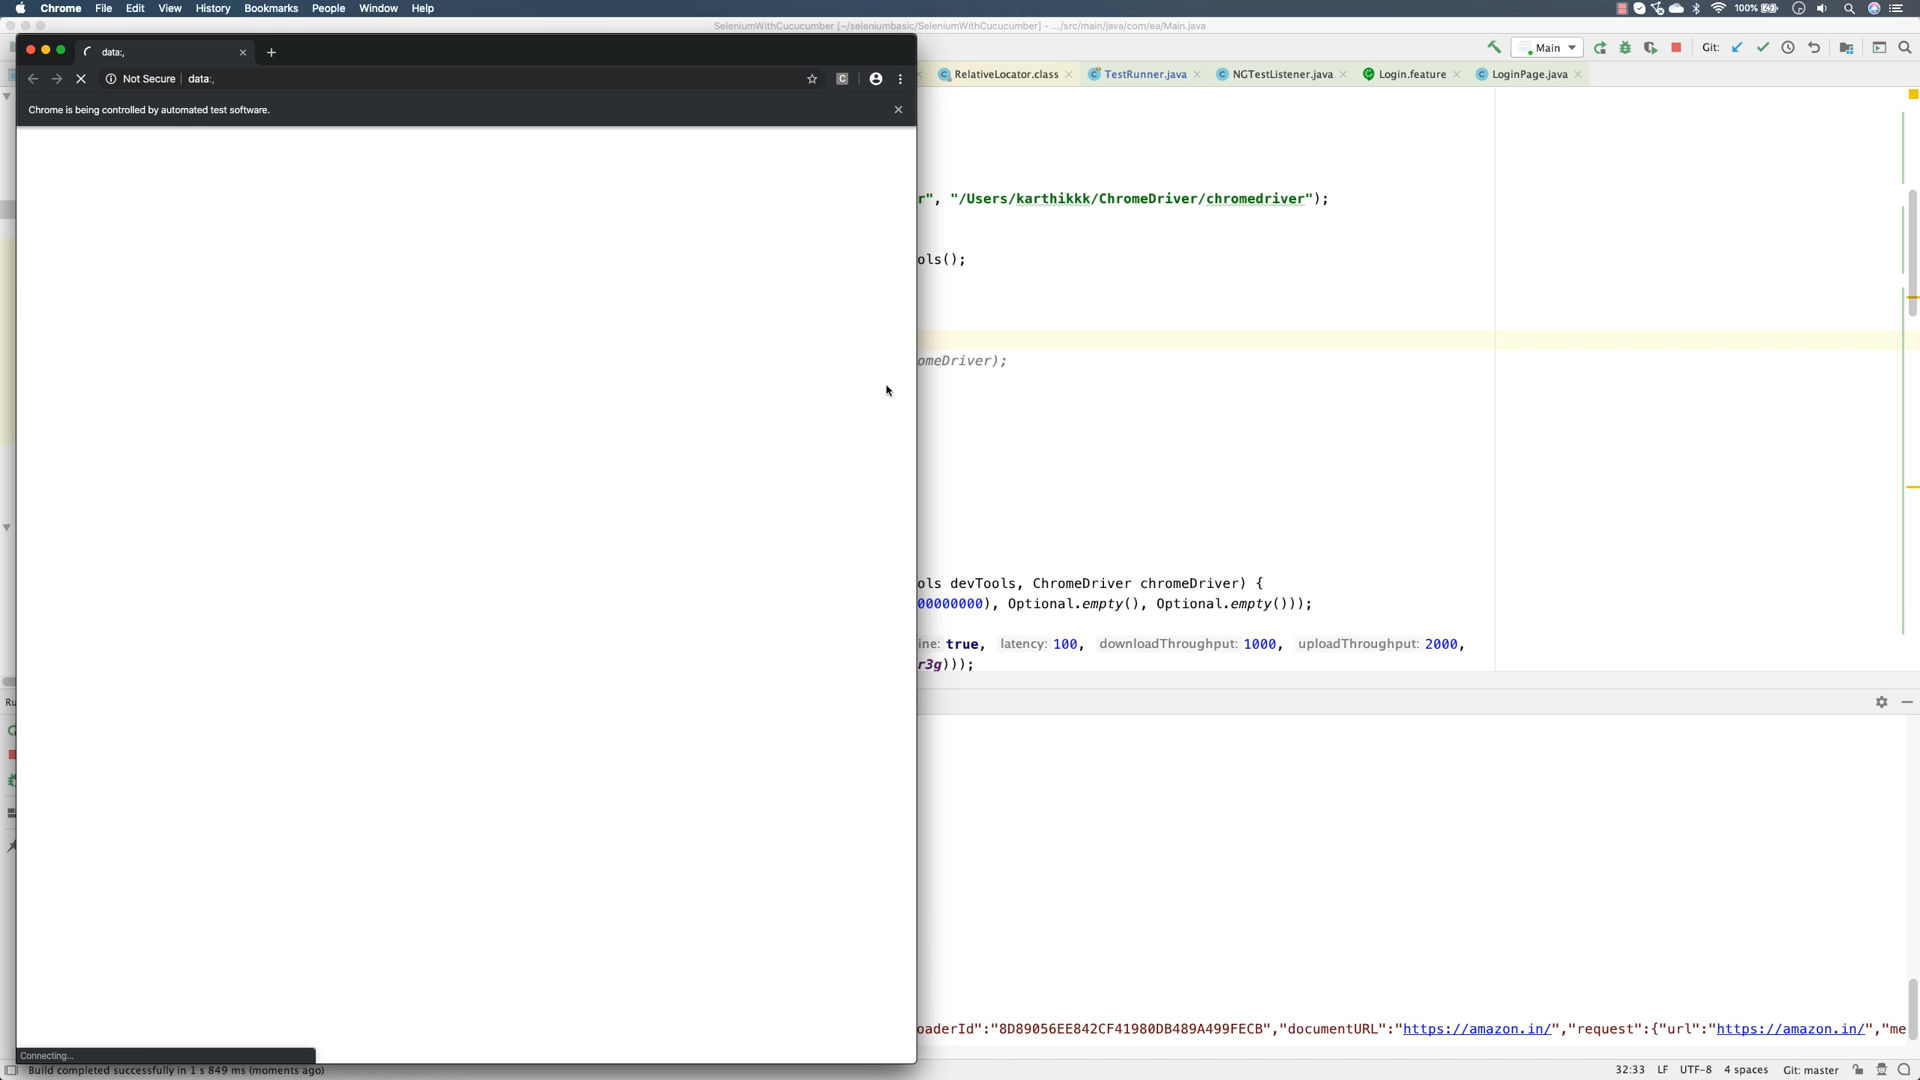 Chrome File Edit View History Bookmarks People Window Help 100%
SeleniumWithCucucumber [~/seleniumbasic/SeleniumWithCucucumber] - .../src/main/java/com/ea/Main.java
data:,
Main Git:
Not Secure data:, C
RelativeLocator.class TestRunner.java NGTestListener.java Login.feature LoginPage.java
Chrome is being controlled by automated test software.
r", "/Users/karthikkk/ChromeDriver/chromedriver");
ols();
omeDriver);
ols devTools, ChromeDriver chromeDriver) {
00000000), Optional.empty(), Optional.empty()));
ine: true, latency: 100, downloadThroughput: 1000, uploadThroughput: 2000,
r3g)));
Ru
oaderId":"8D89056EE842CF41980DB489A499FECB","documentURL":"https://amazon.in/","request":{"url":"https://amazon.in/","me
Connecting...
Build completed successfully in 1 s 849 ms (moments ago) 32:33 LF UTF-8 4 spaces Git: master